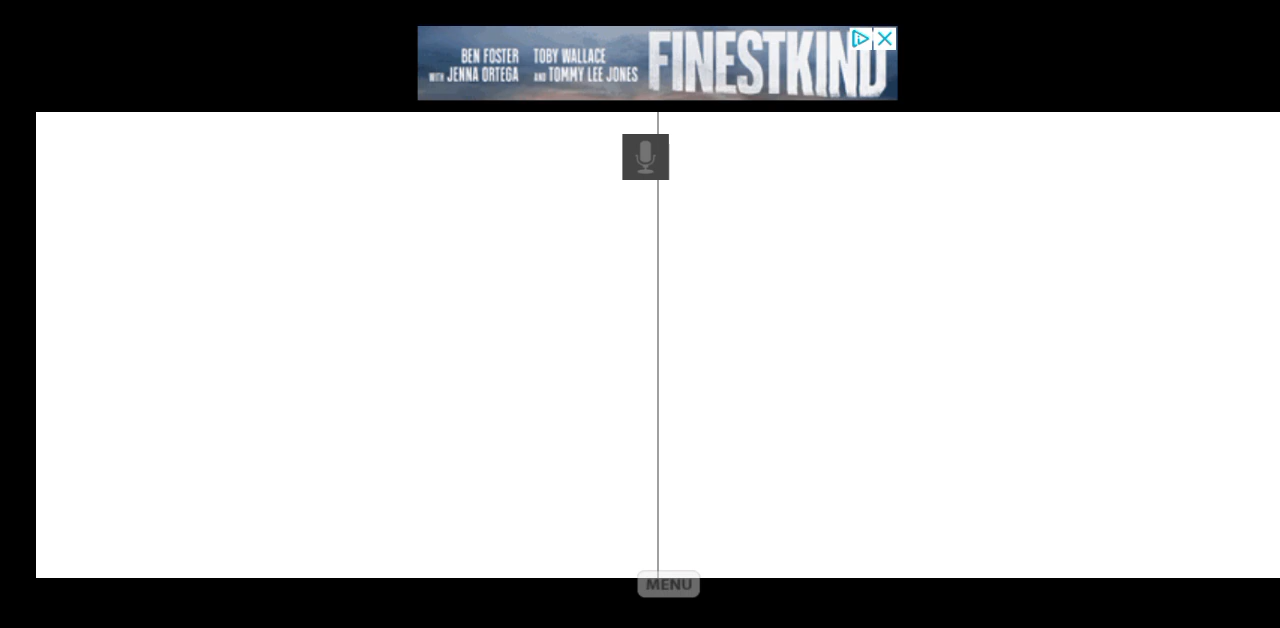 BEN FOSTER TOBY WALLACE
WITH JENNA ORTEGA AND TOMMY LEE JONES
FINESTKIND
MENU